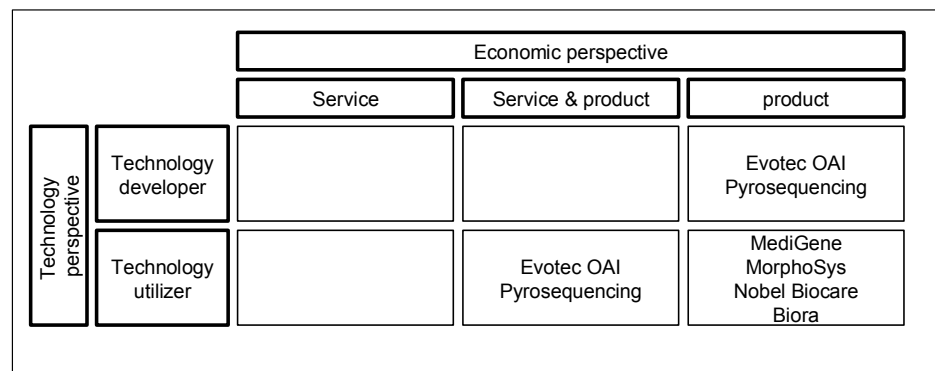 Economic perspective
Service
Service & product
product
Technology
perspective
Technology
developer
Evotec OAI
Pyrosequencing
Technology
utilizer
Evotec OAI
Pyrosequencing
MediGene
MorphoSys
Nobel Biocare
Biora